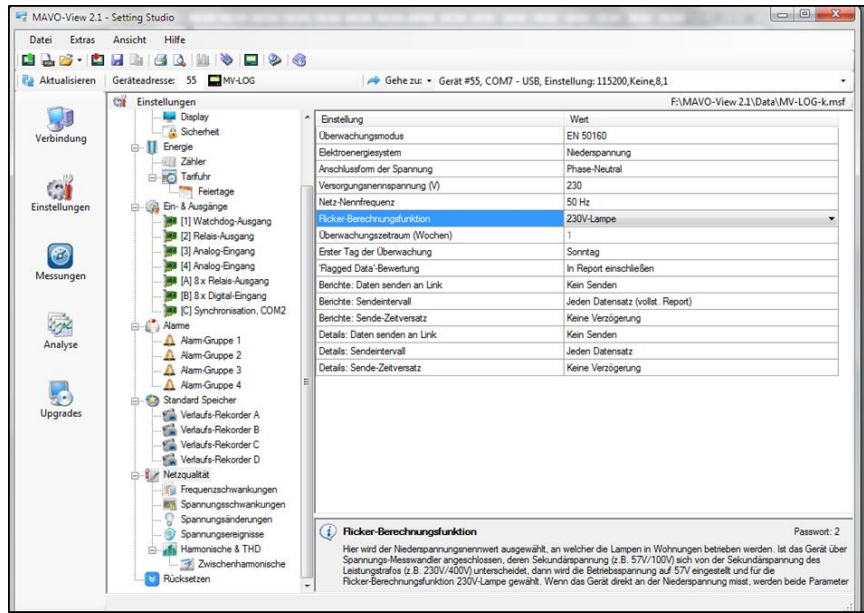 MAVO-View 2.1 - Setting Studio
Datei Extras Ansicht Hilfe
Aktualisieren Geräteadresse: 55 MV-LOG Gehe zu: Gerät #55, COM7 - USB, Einstellung: 115200,Keine,8,1
Verbindung
Einstellungen
Messungen
Analyse
Upgrades
Einstellungen F:\MAVO-View 2.1\Data\MV-LOG-k.msf
Display
Sicherheit
Energie
Zähler
Tarifuhr
Feiertage
Ein- & Ausgänge
[1] Watchdog-Ausgang
[2] Relais-Ausgang
[3] Analog-Eingang
[4] Analog-Eingang
[A] 8 x Relais-Ausgang
[B] 8 x Digital-Eingang
[C] Synchronisation, COM2
Alarme
Alarm-Gruppe 1
Alarm-Gruppe 2
Alarm-Gruppe 3
Alarm-Gruppe 4
Standard Speicher
Verlaufs-Rekorder A
Verlaufs-Rekorder B
Verlaufs-Rekorder C
Verlaufs-Rekorder D
Netzqualität
Frequenzschwankungen
Spannungsschwankungen
Spannungsänderungen
Spannungsereignisse
Harmonische & THD
Zwischenharmonische
Rücksetzen
Einstellung Wert
Überwachungsmodus EN 50160
Elektroenergiesystem Niederspannung
Anschlussform der Spannung Phase-Neutral
Versorgungsnennspannung (V) 230
Netz-Nennfrequenz 50 Hz
Flicker-Berechnungsfunktion 230V-Lampe
Überwachungszeitraum (Wochen) 1
Erster Tag der Überwachung Sonntag
'Ragged Data'-Bewertung In Report einschließen
Berichte: Daten senden an Link Kein Senden
Berichte: Sendeintervall Jeden Datensatz (vollst. Report)
Berichte: Sende-Zeitversatz Keine Verzögerung
Details: Daten senden an Link Kein Senden
Details: Sendeintervall Jeden Datensatz
Details: Sende-Zeitversatz Keine Verzögerung
Flicker-Berechnungsfunktion Passwort: 2
Hier wird der Niederspannungsnennwert ausgewählt, an welcher die Lampen in Wohnungen betrieben werden. Ist das Gerät über
Spannungs-Messwandler angeschlossen, deren Sekundärspannung (z.B. 57V/100V) sich von der Sekundärspannung des
Leistungstrafos (z.B. 230V/400V) unterscheidet, dann wird die Betriebsspannung auf 57V eingestellt und für die
Flicker-Berechnungsfunktion 230V-Lampe gewählt. Wenn das Gerät direkt an der Niederspannung misst, werden beide Parameter